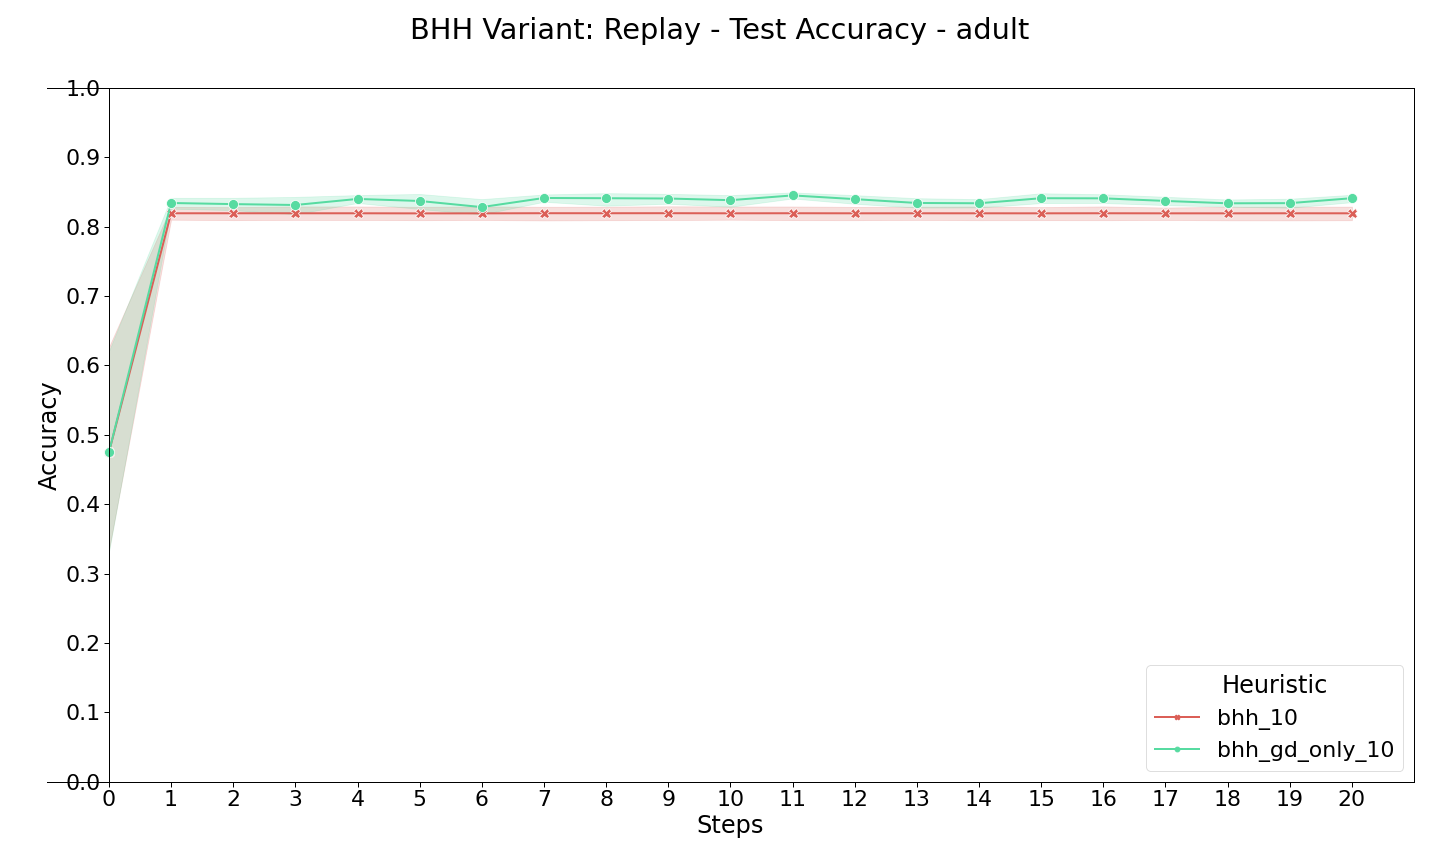 BHH Variant: Replay - Test Accuracy - adult
1.0
0.9
0.8
0.7
0.6
0.5
0.4
0.3
0.2
0.1
0.0
Accuracy
0 1 2 3 4 5 6 7 8 9 10 11 12 13 14 15 16 17 18 19 20
Steps
Heuristic
bhh_10
bhh_gd_only_10